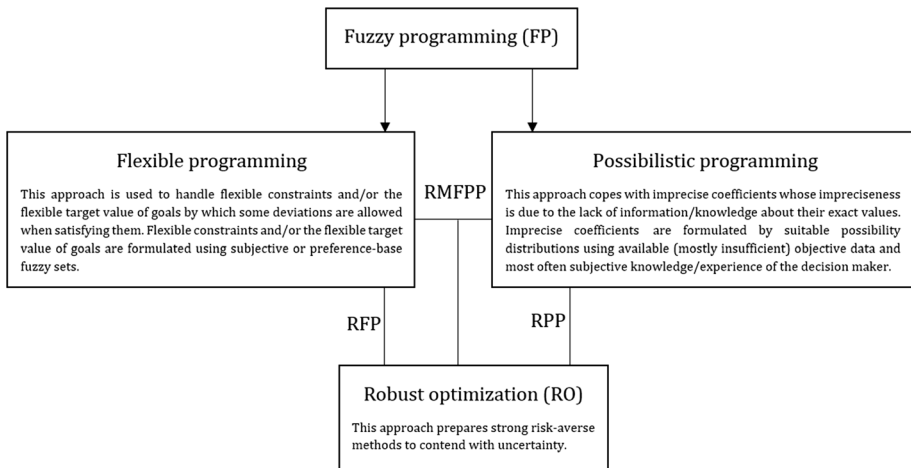 Fuzzy programming (FP)
Flexible programming
This approach is used to handle flexible constraints and/or the
flexible target value of goals by which some deviations are allowed
when satisfying them. Flexible constraints and/or the flexible target
value of goals are formulated using subjective or preference-base
fuzzy sets.
RMFPP
Possibilistic programming
This approach copes with imprecise coefficients whose impreciseness
is due to the lack of information/knowledge about their exact values.
Imprecise coefficients are formulated by suitable possibility
distributions using available (mostly insufficient) objective data and
most often subjective knowledge/experience of the decision maker.
RFP
RPP
Robust optimization (RO)
This approach prepares strong risk-averse
methods to contend with uncertainty.